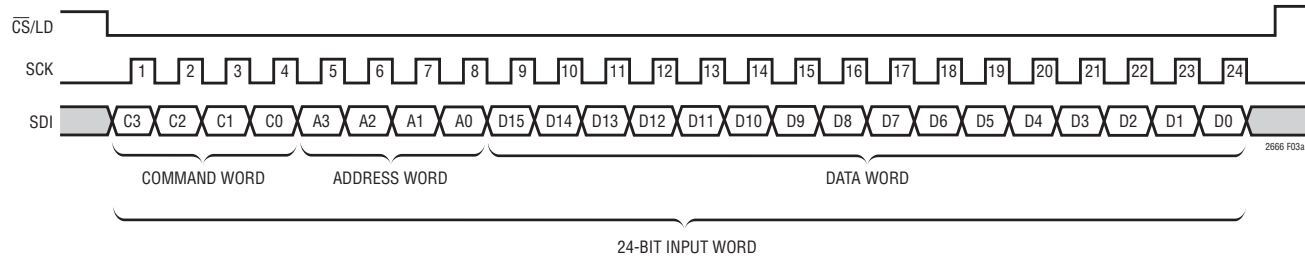 C̅S̅/LD
SCK 1 2 3 4 5 6 7 8 9 10 11 12 13 14 15 16 17 18 19 20 21 22 23 24
SDI C3 C2 C1 C0 A3 A2 A1 A0 D15 D14 D13 D12 D11 D10 D9 D8 D7 D6 D5 D4 D3 D2 D1 D0
2666 F03a
COMMAND WORD ADDRESS WORD DATA WORD
24-BIT INPUT WORD